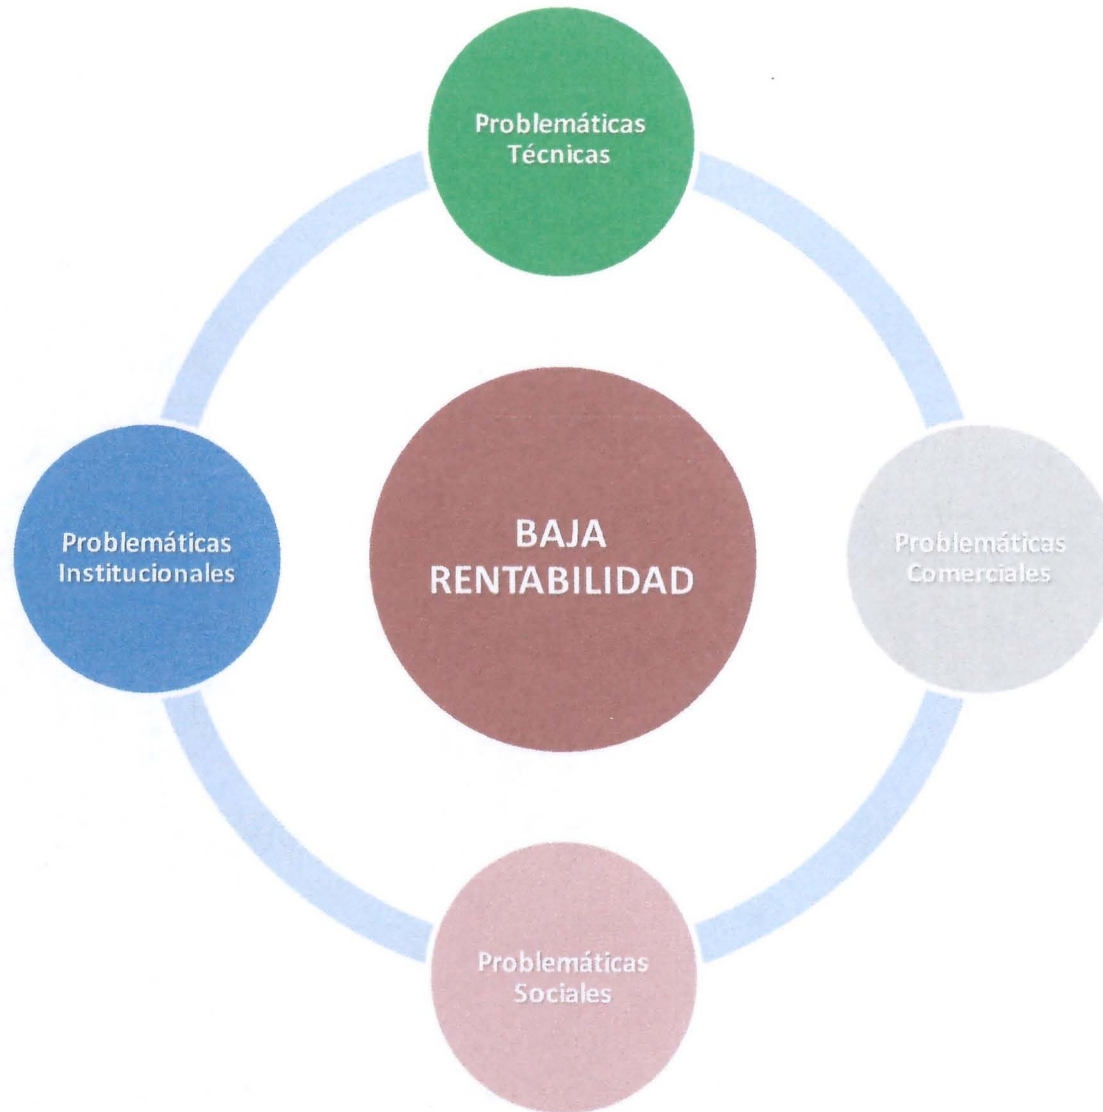 Problemáticas
Técnicas
Problemáticas
Institucionales
BAJA
RENTABILIDAD
Problemáticas
Comerciales
Problemáticas
Sociales